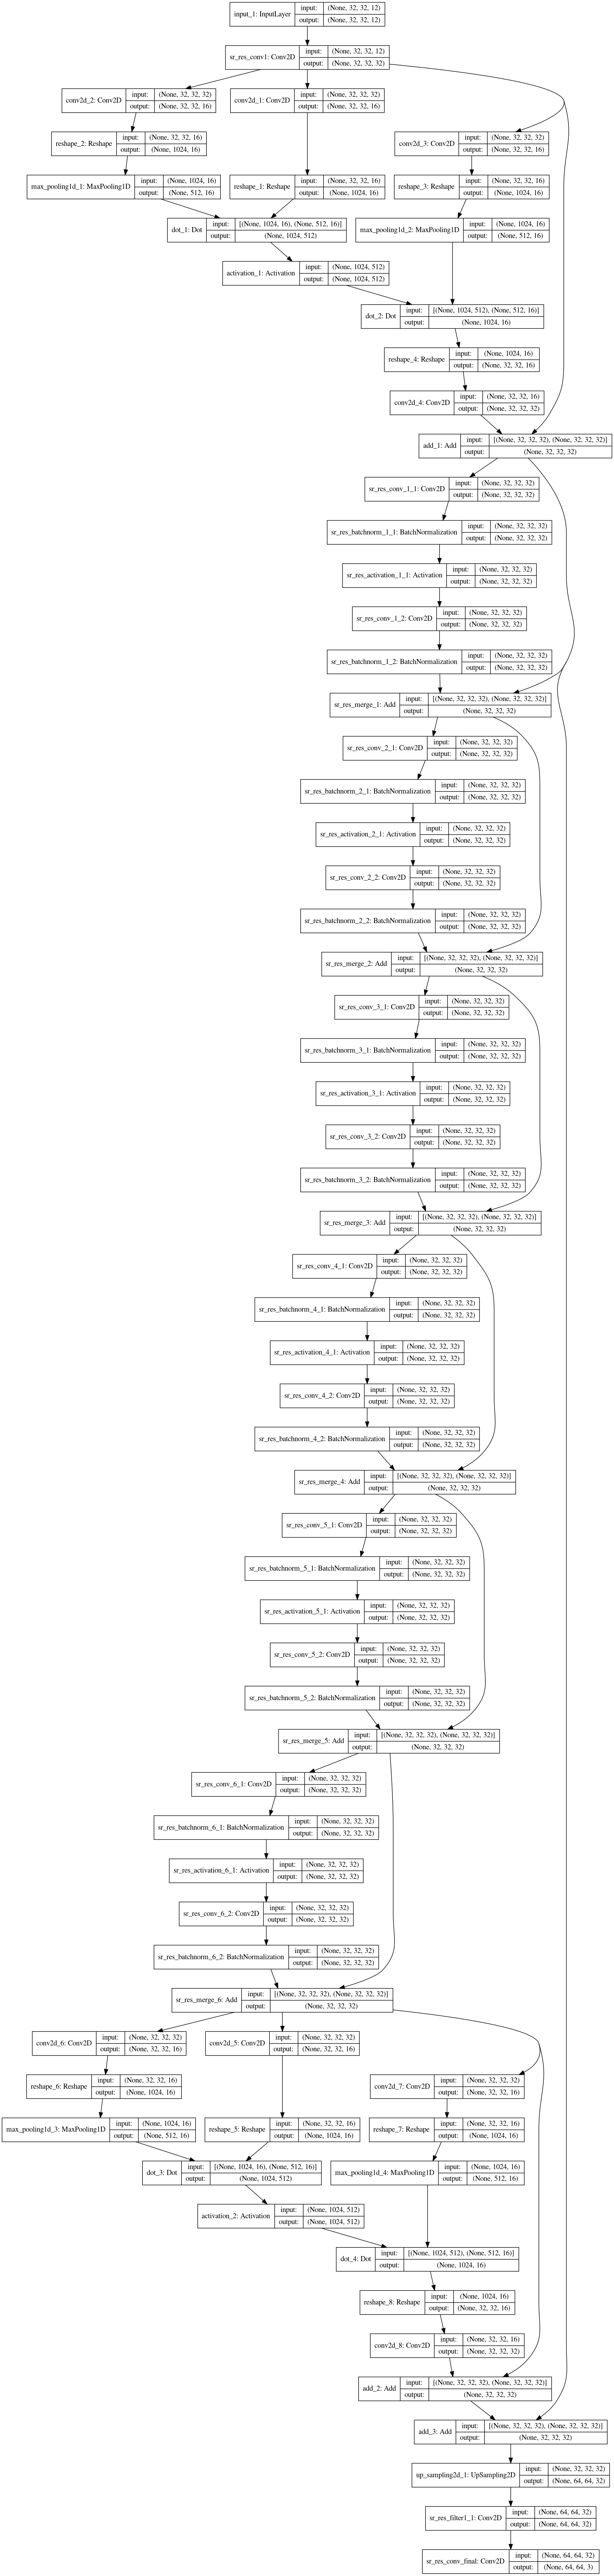 input_1: InputLayer input: (None, 32, 32, 12)
output: (None, 32, 32, 12)
sr_res_conv1: Conv2D input: (None, 32, 32, 12)
output: (None, 32, 32, 32)
conv2d_2: Conv2D input: (None, 32, 32, 32)
output: (None, 32, 32, 16)
conv2d_1: Conv2D input: (None, 32, 32, 32)
output: (None, 32, 32, 16)
reshape_2: Reshape input: (None, 32, 32, 16)
output: (None, 1024, 16)
conv2d_3: Conv2D input: (None, 32, 32, 32)
output: (None, 32, 32, 16)
max_pooling1d_1: MaxPooling1D input: (None, 1024, 16)
output: (None, 512, 16)
reshape_1: Reshape input: (None, 32, 32, 16)
output: (None, 1024, 16)
reshape_3: Reshape input: (None, 32, 32, 16)
output: (None, 1024, 16)
dot_1: Dot input: [(None, 1024, 16), (None, 512, 16)]
output: (None, 1024, 512)
max_pooling1d_2: MaxPooling1D input: (None, 1024, 16)
output: (None, 512, 16)
activation_1: Activation input: (None, 1024, 512)
output: (None, 1024, 512)
dot_2: Dot input: [(None, 1024, 512), (None, 512, 16)]
output: (None, 1024, 16)
reshape_4: Reshape input: (None, 1024, 16)
output: (None, 32, 32, 16)
conv2d_4: Conv2D input: (None, 32, 32, 16)
output: (None, 32, 32, 32)
add_1: Add input: [(None, 32, 32, 32), (None, 32, 32, 32)]
output: (None, 32, 32, 32)
sr_res_conv_1_1: Conv2D input: (None, 32, 32, 32)
output: (None, 32, 32, 32)
sr_res_batchnorm_1_1: BatchNormalization input: (None, 32, 32, 32)
output: (None, 32, 32, 32)
sr_res_activation_1_1: Activation input: (None, 32, 32, 32)
output: (None, 32, 32, 32)
sr_res_conv_1_2: Conv2D input: (None, 32, 32, 32)
output: (None, 32, 32, 32)
sr_res_batchnorm_1_2: BatchNormalization input: (None, 32, 32, 32)
output: (None, 32, 32, 32)
sr_res_merge_1: Add input: [(None, 32, 32, 32), (None, 32, 32, 32)]
output: (None, 32, 32, 32)
sr_res_conv_2_1: Conv2D input: (None, 32, 32, 32)
output: (None, 32, 32, 32)
sr_res_batchnorm_2_1: BatchNormalization input: (None, 32, 32, 32)
output: (None, 32, 32, 32)
sr_res_activation_2_1: Activation input: (None, 32, 32, 32)
output: (None, 32, 32, 32)
sr_res_conv_2_2: Conv2D input: (None, 32, 32, 32)
output: (None, 32, 32, 32)
sr_res_batchnorm_2_2: BatchNormalization input: (None, 32, 32, 32)
output: (None, 32, 32, 32)
sr_res_merge_2: Add input: [(None, 32, 32, 32), (None, 32, 32, 32)]
output: (None, 32, 32, 32)
sr_res_conv_3_1: Conv2D input: (None, 32, 32, 32)
output: (None, 32, 32, 32)
sr_res_batchnorm_3_1: BatchNormalization input: (None, 32, 32, 32)
output: (None, 32, 32, 32)
sr_res_activation_3_1: Activation input: (None, 32, 32, 32)
output: (None, 32, 32, 32)
sr_res_conv_3_2: Conv2D input: (None, 32, 32, 32)
output: (None, 32, 32, 32)
sr_res_batchnorm_3_2: BatchNormalization input: (None, 32, 32, 32)
output: (None, 32, 32, 32)
sr_res_merge_3: Add input: [(None, 32, 32, 32), (None, 32, 32, 32)]
output: (None, 32, 32, 32)
sr_res_conv_4_1: Conv2D input: (None, 32, 32, 32)
output: (None, 32, 32, 32)
sr_res_batchnorm_4_1: BatchNormalization input: (None, 32, 32, 32)
output: (None, 32, 32, 32)
sr_res_activation_4_1: Activation input: (None, 32, 32, 32)
output: (None, 32, 32, 32)
sr_res_conv_4_2: Conv2D input: (None, 32, 32, 32)
output: (None, 32, 32, 32)
sr_res_batchnorm_4_2: BatchNormalization input: (None, 32, 32, 32)
output: (None, 32, 32, 32)
sr_res_merge_4: Add input: [(None, 32, 32, 32), (None, 32, 32, 32)]
output: (None, 32, 32, 32)
sr_res_conv_5_1: Conv2D input: (None, 32, 32, 32)
output: (None, 32, 32, 32)
sr_res_batchnorm_5_1: BatchNormalization input: (None, 32, 32, 32)
output: (None, 32, 32, 32)
sr_res_activation_5_1: Activation input: (None, 32, 32, 32)
output: (None, 32, 32, 32)
sr_res_conv_5_2: Conv2D input: (None, 32, 32, 32)
output: (None, 32, 32, 32)
sr_res_batchnorm_5_2: BatchNormalization input: (None, 32, 32, 32)
output: (None, 32, 32, 32)
sr_res_merge_5: Add input: [(None, 32, 32, 32), (None, 32, 32, 32)]
output: (None, 32, 32, 32)
sr_res_conv_6_1: Conv2D input: (None, 32, 32, 32)
output: (None, 32, 32, 32)
sr_res_batchnorm_6_1: BatchNormalization input: (None, 32, 32, 32)
output: (None, 32, 32, 32)
sr_res_activation_6_1: Activation input: (None, 32, 32, 32)
output: (None, 32, 32, 32)
sr_res_conv_6_2: Conv2D input: (None, 32, 32, 32)
output: (None, 32, 32, 32)
sr_res_batchnorm_6_2: BatchNormalization input: (None, 32, 32, 32)
output: (None, 32, 32, 32)
sr_res_merge_6: Add input: [(None, 32, 32, 32), (None, 32, 32, 32)]
output: (None, 32, 32, 32)
conv2d_6: Conv2D input: (None, 32, 32, 32)
output: (None, 32, 32, 16)
conv2d_5: Conv2D input: (None, 32, 32, 32)
output: (None, 32, 32, 16)
reshape_6: Reshape input: (None, 32, 32, 16)
output: (None, 1024, 16)
conv2d_7: Conv2D input: (None, 32, 32, 32)
output: (None, 32, 32, 16)
max_pooling1d_3: MaxPooling1D input: (None, 1024, 16)
output: (None, 512, 16)
reshape_5: Reshape input: (None, 32, 32, 16)
output: (None, 1024, 16)
reshape_7: Reshape input: (None, 32, 32, 16)
output: (None, 1024, 16)
dot_3: Dot input: [(None, 1024, 16), (None, 512, 16)]
output: (None, 1024, 512)
max_pooling1d_4: MaxPooling1D input: (None, 1024, 16)
output: (None, 512, 16)
activation_2: Activation input: (None, 1024, 512)
output: (None, 1024, 512)
dot_4: Dot input: [(None, 1024, 512), (None, 512, 16)]
output: (None, 1024, 16)
reshape_8: Reshape input: (None, 1024, 16)
output: (None, 32, 32, 16)
conv2d_8: Conv2D input: (None, 32, 32, 16)
output: (None, 32, 32, 32)
add_2: Add input: [(None, 32, 32, 32), (None, 32, 32, 32)]
output: (None, 32, 32, 32)
add_3: Add input: [(None, 32, 32, 32), (None, 32, 32, 32)]
output: (None, 32, 32, 32)
up_sampling2d_1: UpSampling2D input: (None, 32, 32, 32)
output: (None, 64, 64, 32)
sr_res_filter1_1: Conv2D input: (None, 64, 64, 32)
output: (None, 64, 64, 32)
sr_res_conv_final: Conv2D input: (None, 64, 64, 32)
output: (None, 64, 64, 3)